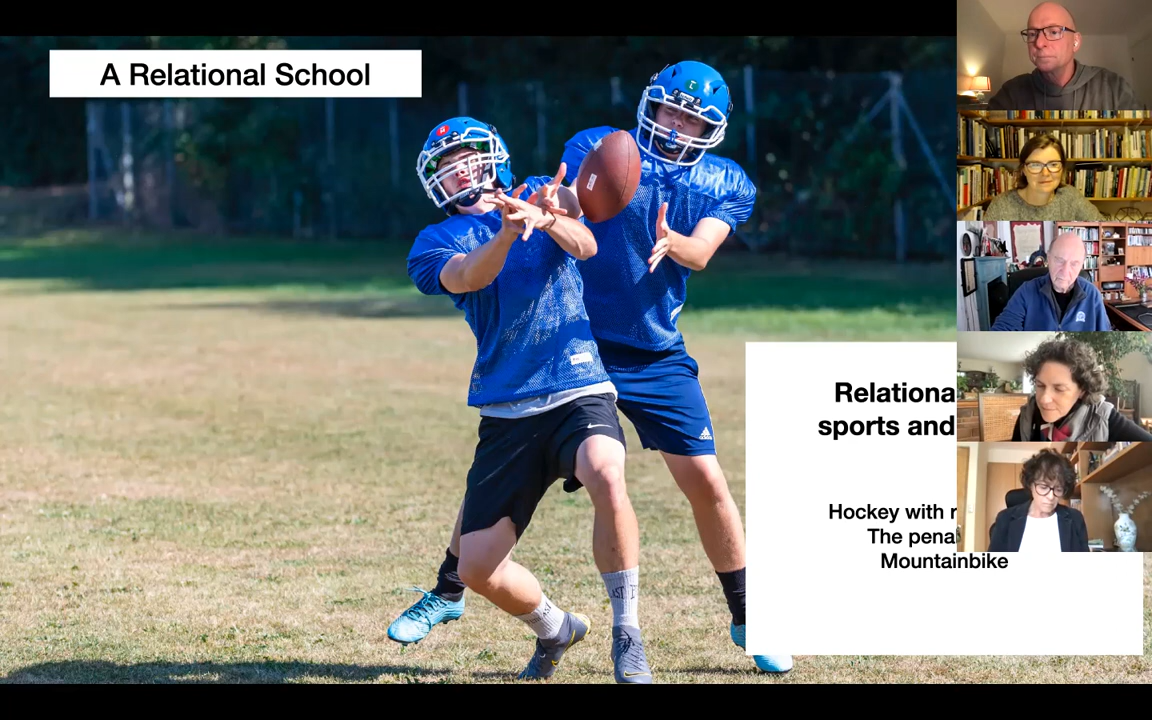 A Relational School
Relationa
sports and
Hockey with r
The pena
Mountainbike